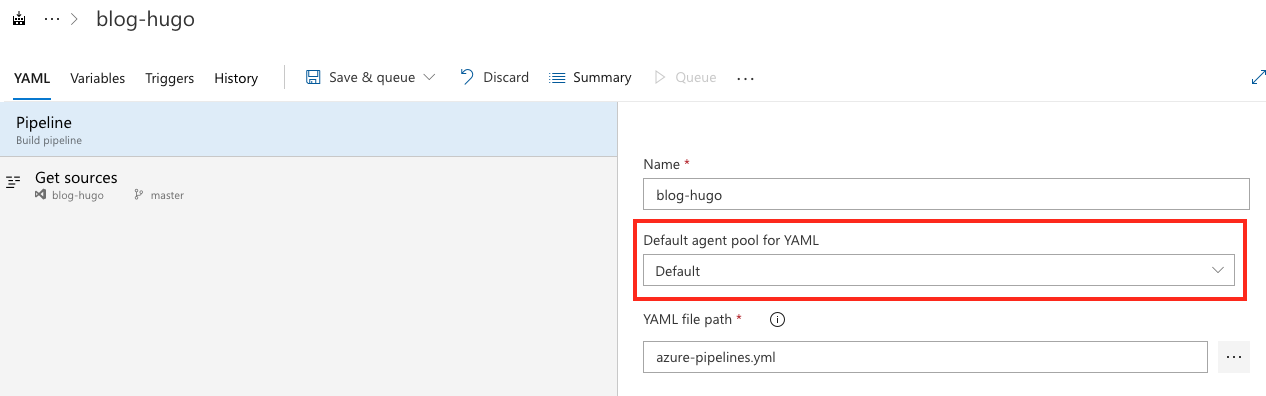 ··· > blog-hugo
YAML Variables Triggers History Save & queue Discard Summary Queue ···
Pipeline
Build pipeline
Get sources
blog-hugo master
Name *
blog-hugo
Default agent pool for YAML
Default
YAML file path *
azure-pipelines.yml ···